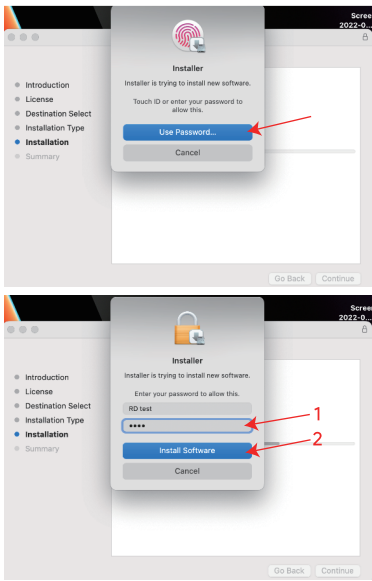 Scree
2022-0...
Installer
Installer is trying to install new software.
Touch ID or enter your password to
allow this.
Use Password...
Cancel
Introduction
License
Destination Select
Installation Type
Installation
Summary
Go Back
Continue
Scree
2022-0...
Installer
Installer is trying to install new software.
Enter your password to allow this.
RD test
••••
1
Install Software
2
Cancel
Introduction
License
Destination Select
Installation Type
Installation
Summary
Go Back
Continue